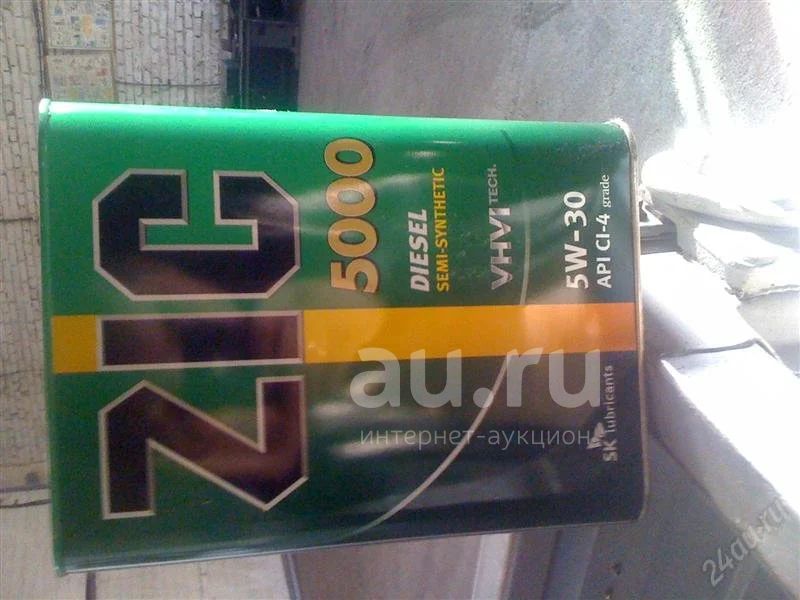 ZIC
5000
DIESEL
SEMI-SYNTHETIC
VHVI TECH.
5W-30
API CI-4 grade
SK lubricants
au.ru
интернет-аукцион
24au.ru